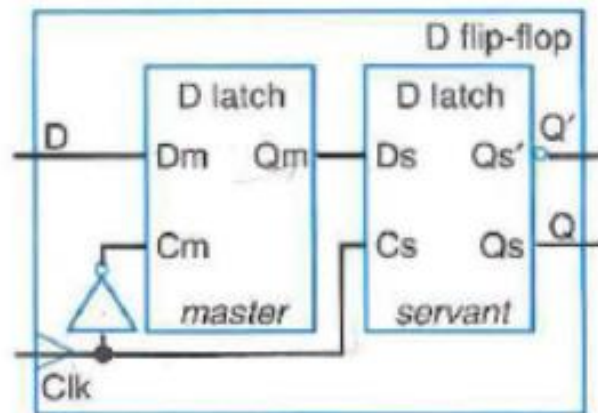 D flip-flop
D latch
D latch
D
Q'
Dm
Qm
Ds
Qs'
Q
Cm
Cs
Qs
master
servant
Clk